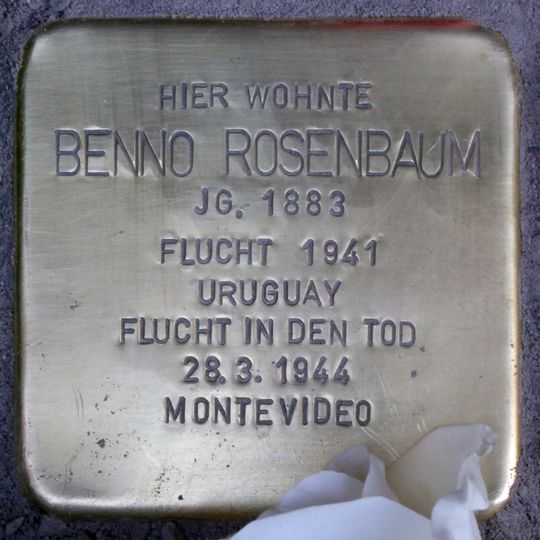 HIER WOHNTE
BENNO ROSENBAUM
JG. 1883
FLUCHT 1941
URUGUAY
FLUCHT IN DEN TOD
28.3.1944
MONTEVIDEO